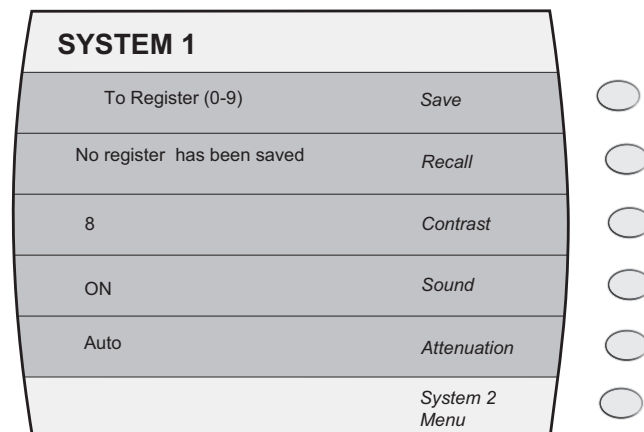 SYSTEM 1
To Register (0-9) Save
No register has been saved Recall
8 Contrast
ON Sound
Auto Attenuation
System 2
Menu